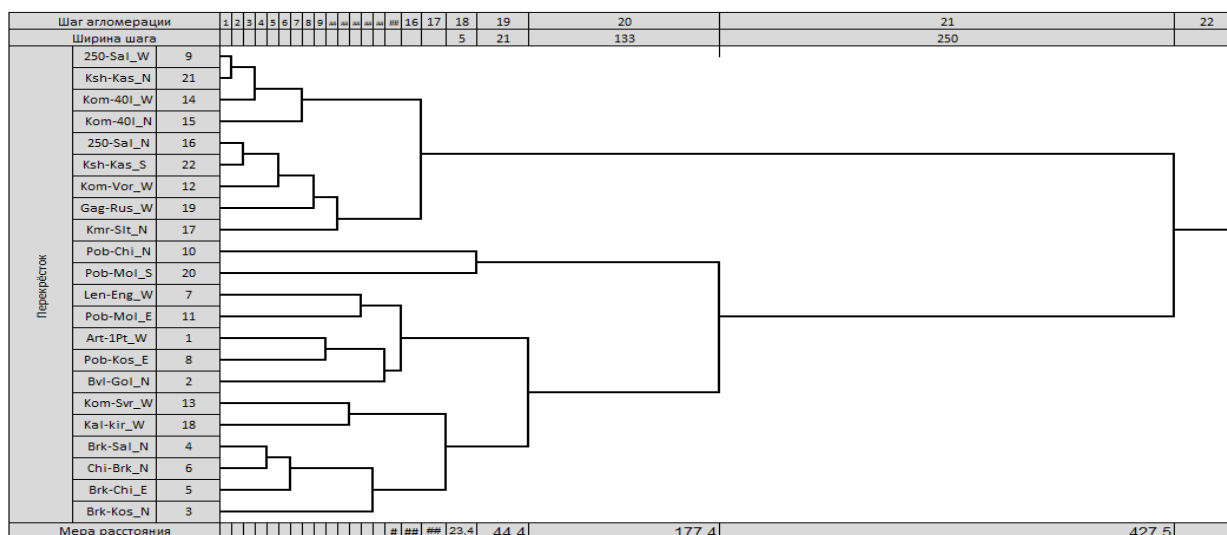 Шаг агломерации 1 2 3 4 5 6 7 8 9 ## ## ## ## ## ## 16 17 18 19 20 21 22
Ширина шага 5 21 133 250
Перекрёсток
250-Sal_W 9
Ksh-Kas_N 21
Kom-40l_W 14
Kom-40l_N 15
250-Sal_N 16
Ksh-Kas_S 22
Kom-Vor_W 12
Gag-Rus_W 19
Kmr-Slt_N 17
Pob-Chi_N 10
Pob-Mol_S 20
Len-Eng_W 7
Pob-Mol_E 11
Art-1Pt_W 1
Pob-Kos_E 8
Bvl-Gol_N 2
Kom-Svr_W 13
Kal-kir_W 18
Brk-Sal_N 4
Chi-Brk_N 6
Brk-Chi_E 5
Brk-Kos_N 3
Мера расстояния # ## ## 23,4 44,4 177,4 427,5